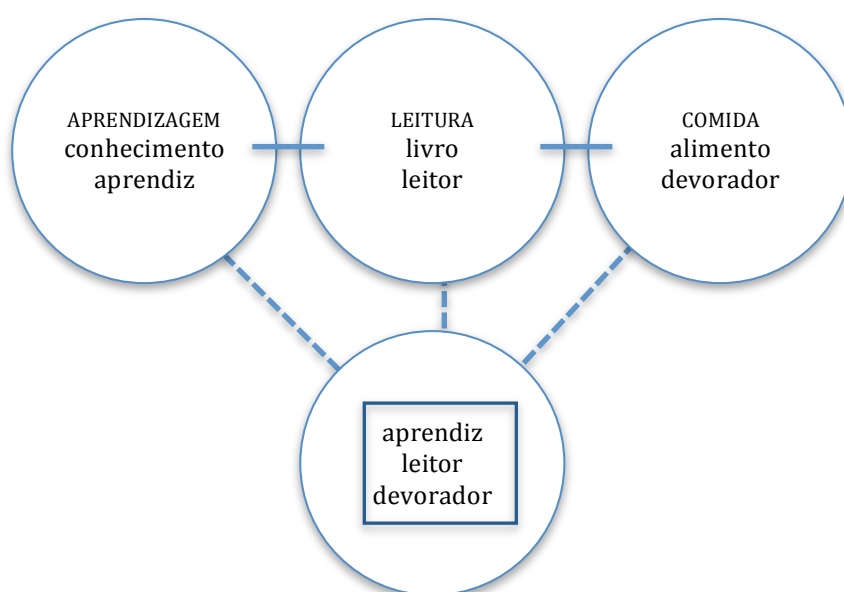 APRENDIZAGEM
conhecimento
aprendiz
LEITURA
livro
leitor
COMIDA
alimento
devorador
aprendiz
leitor
devorador